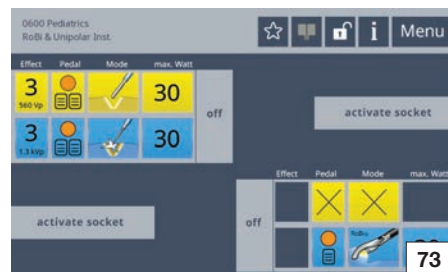 0600 Pediatrics
RoBi & Unipolar Inst.
i Menu
Effect Pedal Mode max. Watt
3
560 Vp
30
off
3
1.3 kVp
30
activate socket
activate socket
Effect Pedal Mode max. Watt
off
RoBi®
73